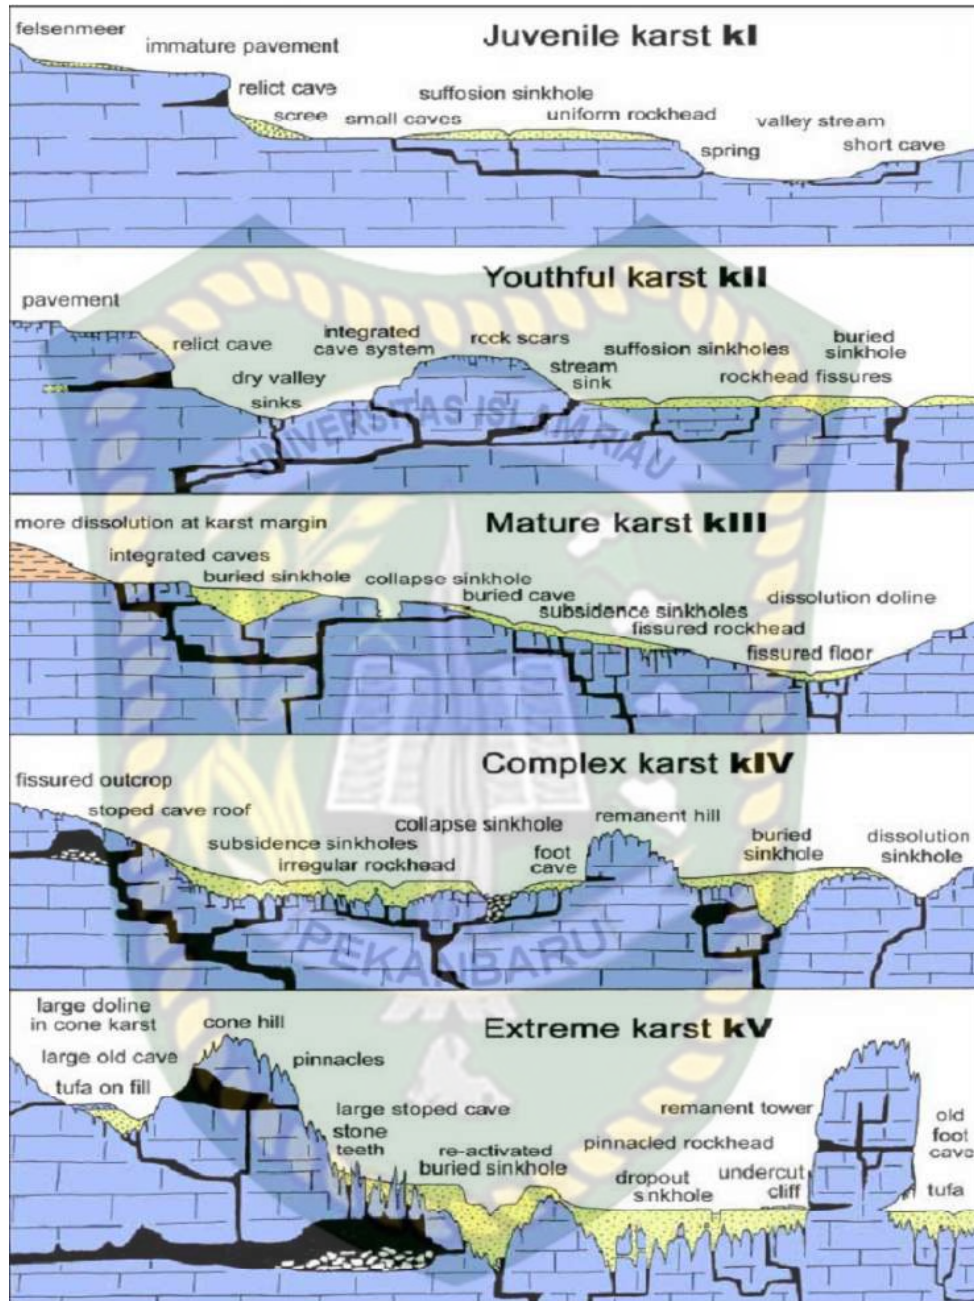 felsenmeer
Juvenile karst kI
immature pavement
relict cave
scree
small caves
suffosion sinkhole
uniform rockhead
spring
valley stream
short cave
Youthful karst kII
pavement
relict cave
dry valley
sinks
integrated
cave system
rock scars
stream
sink
suffosion sinkholes
rockhead fissures
buried
sinkhole
UNIVERSITAS ISLAM RIAU
more dissolution at karst margin
Mature karst kIII
integrated caves
buried sinkhole
collapse sinkhole
buried cave
subsidence sinkholes
fissured rockhead
dissolution doline
fissured floor
Complex karst kIV
fissured outcrop
stoped cave roof
subsidence sinkholes
irregular rockhead
collapse sinkhole
foot
cave
remanent hill
buried
sinkhole
dissolution
sinkhole
PEKANBARU
Extreme karst kV
large doline
in cone karst
cone hill
large old cave
tufa on fill
pinnacles
large stoped cave
stone
teeth
re-activated
buried sinkhole
remanent tower
pinnacled rockhead
dropout
sinkhole
undercut
cliff
old
foot
cave
tufa